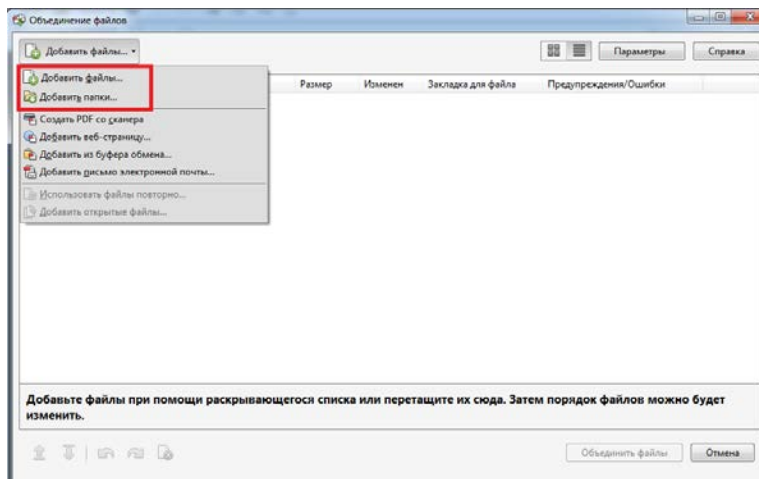 Объединение файлов
Добавить файлы...
Параметры
Справка
Добавить файлы...
Добавить папки...
Размер Изменен Закладка для файла Предупреждения/Ошибки
Создать PDF со сканера
Добавить веб-страницу...
Добавить из буфера обмена...
Добавить письмо электронной почты...
Использовать файлы повторно...
Добавить открытые файлы...
Добавьте файлы при помощи раскрывающегося списка или перетащите их сюда. Затем порядок файлов можно будет
изменить.
Объединить файлы
Отмена